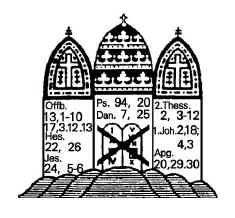 Offb.
13,1-10
17,3.12.13
Hes.
22, 26
Jes.
24, 5-6
Ps. 94, 20
Dan. 7, 25
2.Thess.
2, 3-12
1.Joh.2,18;
4,3
Apg.
20,29.30